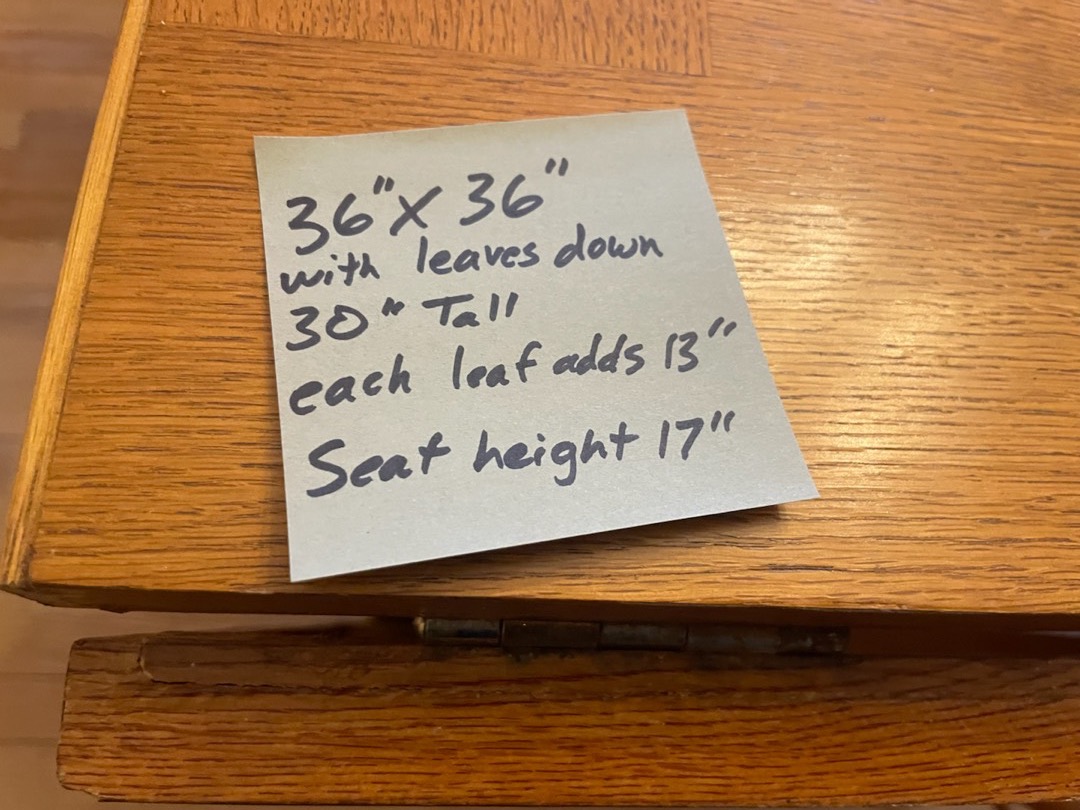 36" X 36"
with leaves down
30" Tall
each leaf adds 13"
Seat height 17"